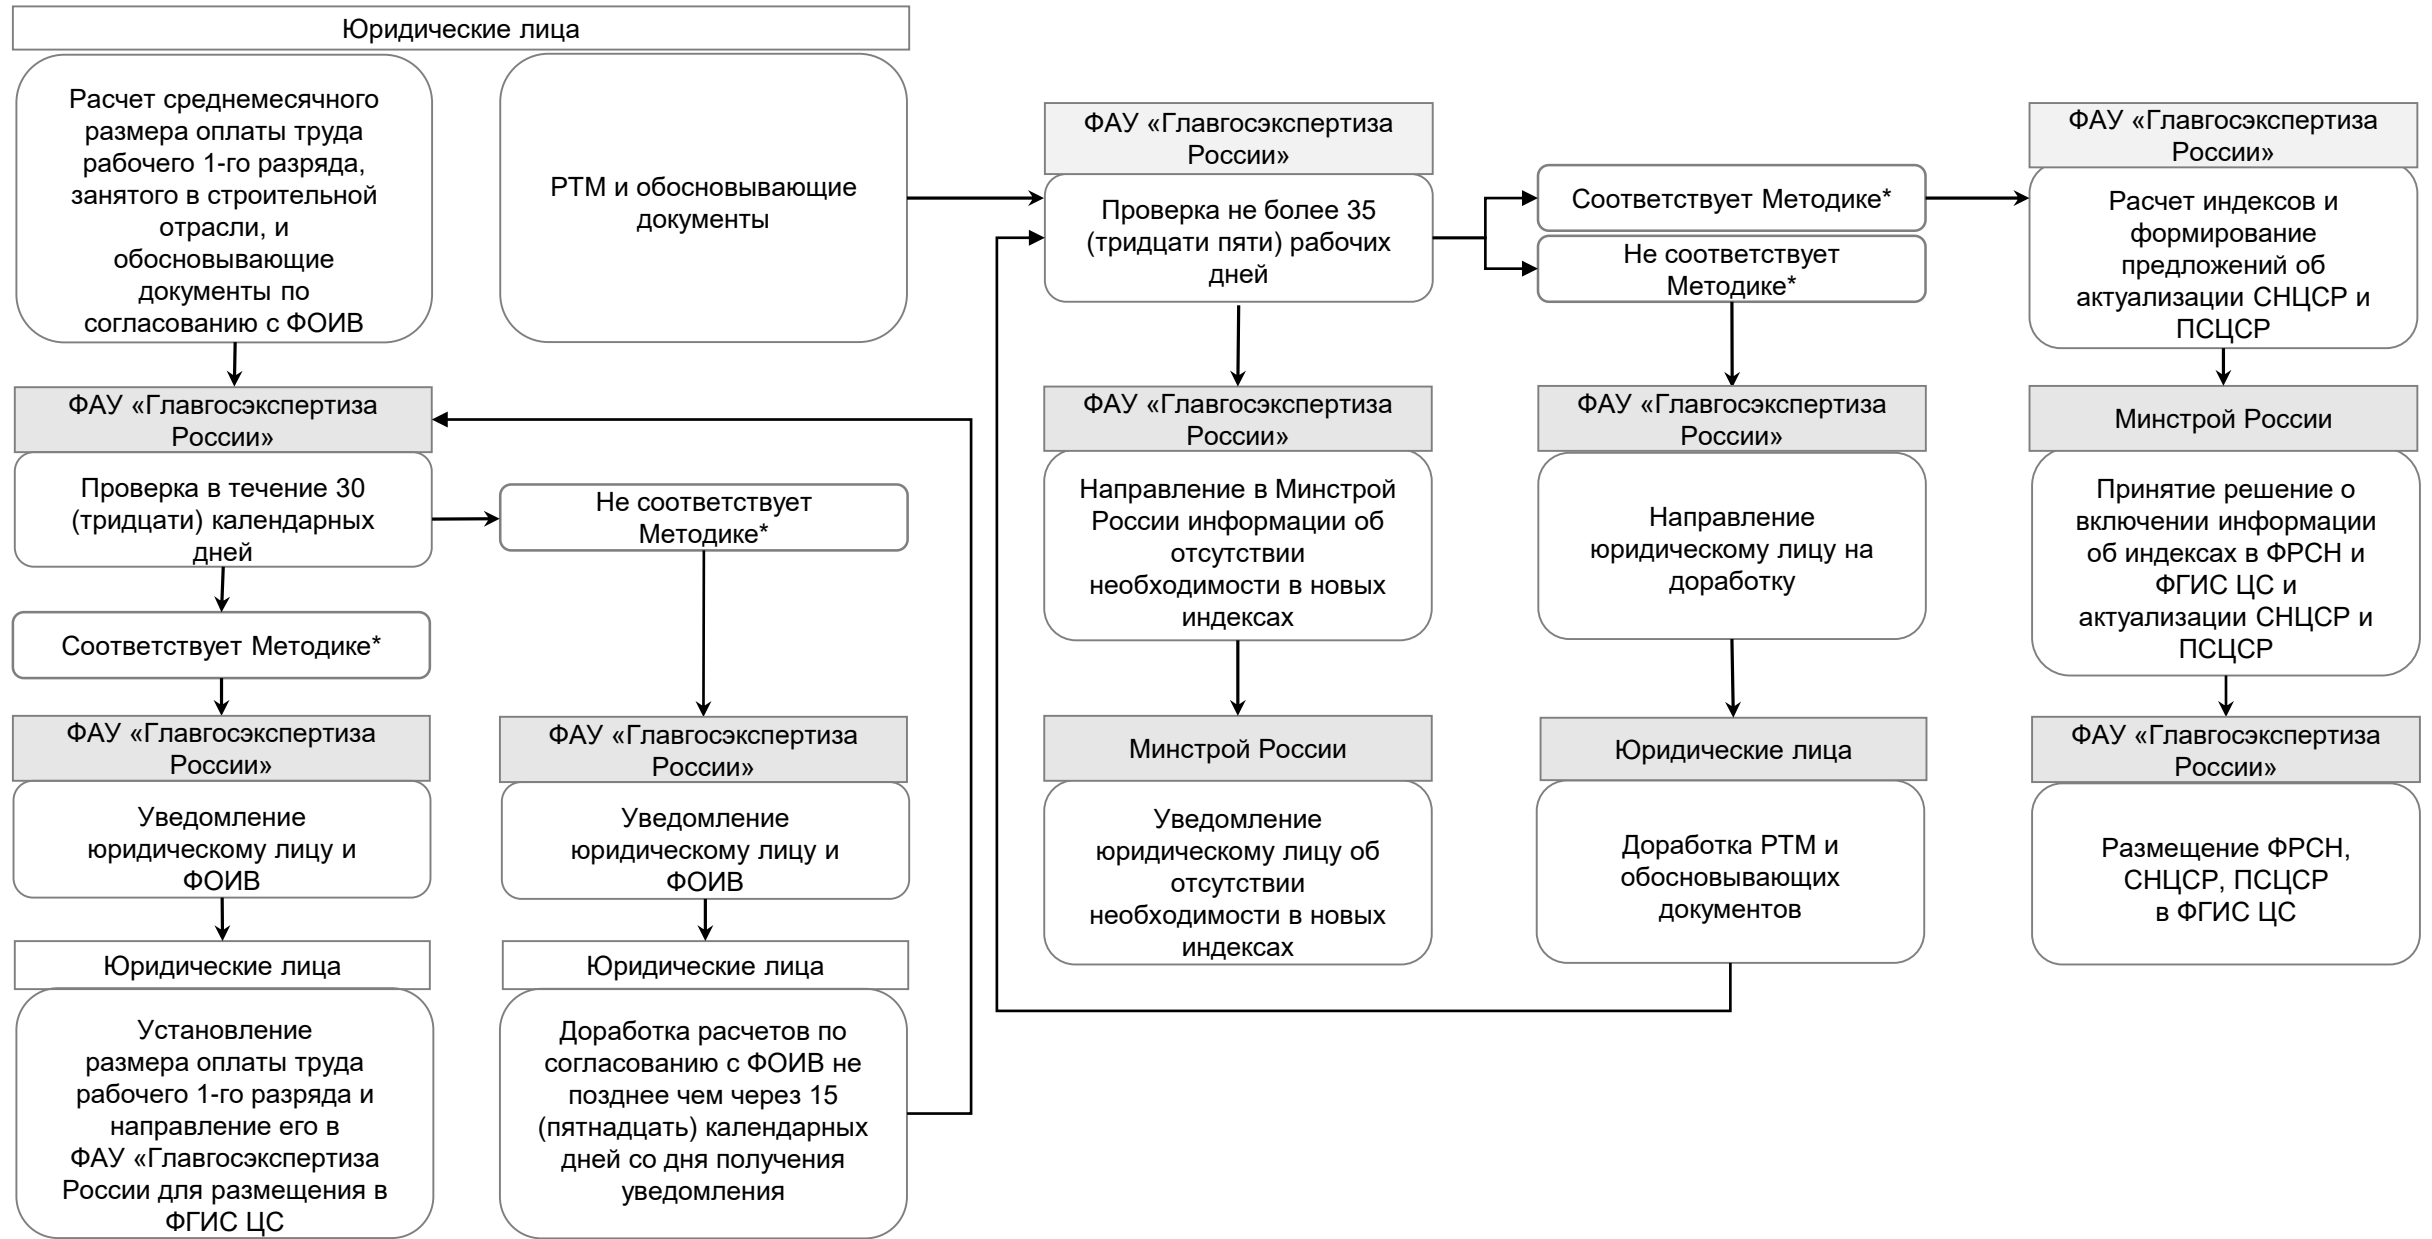 Юридические лица
Расчет среднемесячного
размера оплаты труда
рабочего 1-го разряда,
занятого в строительной
отрасли, и
обосновывающие
документы по
согласованию с ФОИВ
РТМ и обосновывающие
документы
ФАУ «Главгосэкспертиза
России»
Проверка в течение 30
(тридцати) календарных
дней
Не соответствует
Методике*
Соответствует Методике*
ФАУ «Главгосэкспертиза
России»
Уведомление
юридическому лицу и
ФОИВ
Юридические лица
Установление
размера оплаты труда
рабочего 1-го разряда и
направление его в
ФАУ «Главгосэкспертиза
России для размещения в
ФГИС ЦС
ФАУ «Главгосэкспертиза
России»
Уведомление
юридическому лицу и
ФОИВ
Юридические лица
Доработка расчетов по
согласованию с ФОИВ не
позднее чем через 15
(пятнадцать) календарных
дней со дня получения
уведомления
ФАУ «Главгосэкспертиза
России»
Проверка не более 35
(тридцати пяти) рабочих
дней
ФАУ «Главгосэкспертиза
России»
Направление в Минстрой
России информации об
отсутствии
необходимости в новых
индексах
Минстрой России
Уведомление
юридическому лицу об
отсутствии
необходимости в новых
индексах
Соответствует Методике*
Не соответствует
Методике*
ФАУ «Главгосэкспертиза
России»
Направление
юридическому лицу на
доработку
Юридические лица
Доработка РТМ и
обосновывающих
документов
ФАУ «Главгосэкспертиза
России»
Расчет индексов и
формирование
предложений об
актуализации СНЦСР и
ПСЦСР
Минстрой России
Принятие решение о
включении информации
об индексах в ФРСН и
ФГИС ЦС и
актуализации СНЦСР и
ПСЦСР
ФАУ «Главгосэкспертиза
России»
Размещение ФРСН,
СНЦСР, ПСЦСР
в ФГИС ЦС